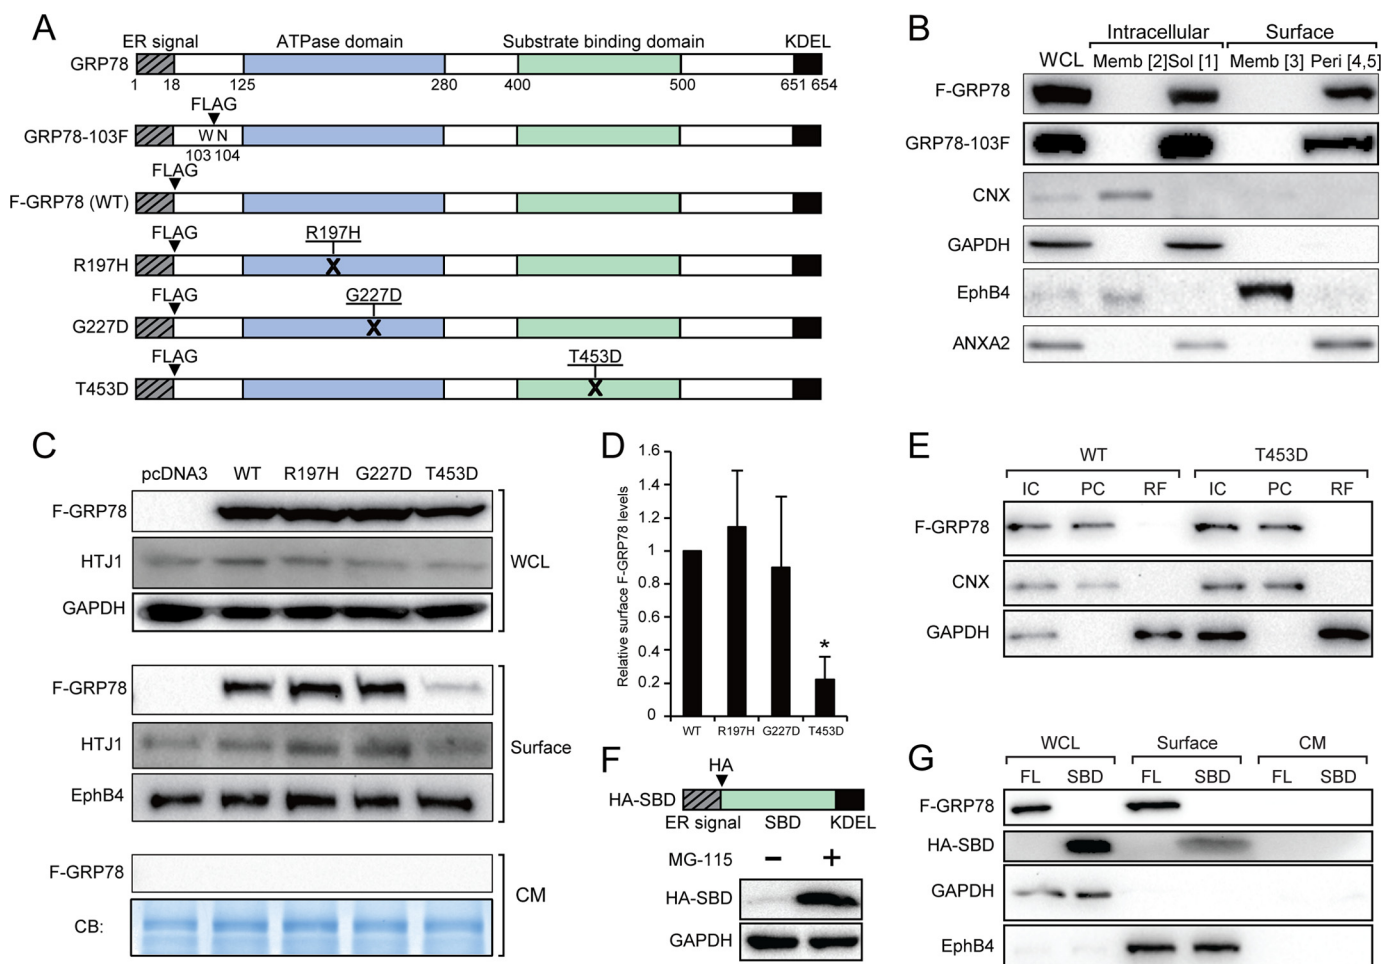 A
ER signal ATPase domain Substrate binding domain KDEL
GRP78
1 18 125 280 400 500 651 654
FLAG
GRP78-103F W N
103 104
FLAG
F-GRP78 (WT)
FLAG R197H
R197H X
FLAG G227D
G227D X
FLAG T453D
T453D X
B
Intracellular Surface
WCL Memb [2] Sol [1] Memb [3] Peri [4,5]
F-GRP78
GRP78-103F
CNX
GAPDH
EphB4
ANXA2
C
pcDNA3 WT R197H G227D T453D
F-GRP78
HTJ1 WCL
GAPDH
F-GRP78
HTJ1 Surface
EphB4
F-GRP78
CM
CB:
D
Relative surface F-GRP78 levels
1.6
1.4
1.2
1
0.8
0.6
0.4 *
0.2
0
WT R197H G227D T453D
E
WT T453D
IC PC RF IC PC RF
F-GRP78
CNX
GAPDH
F
HA
HA-SBD
ER signal SBD KDEL
MG-115 − +
HA-SBD
GAPDH
G
WCL Surface CM
FL SBD FL SBD FL SBD
F-GRP78
HA-SBD
GAPDH
EphB4